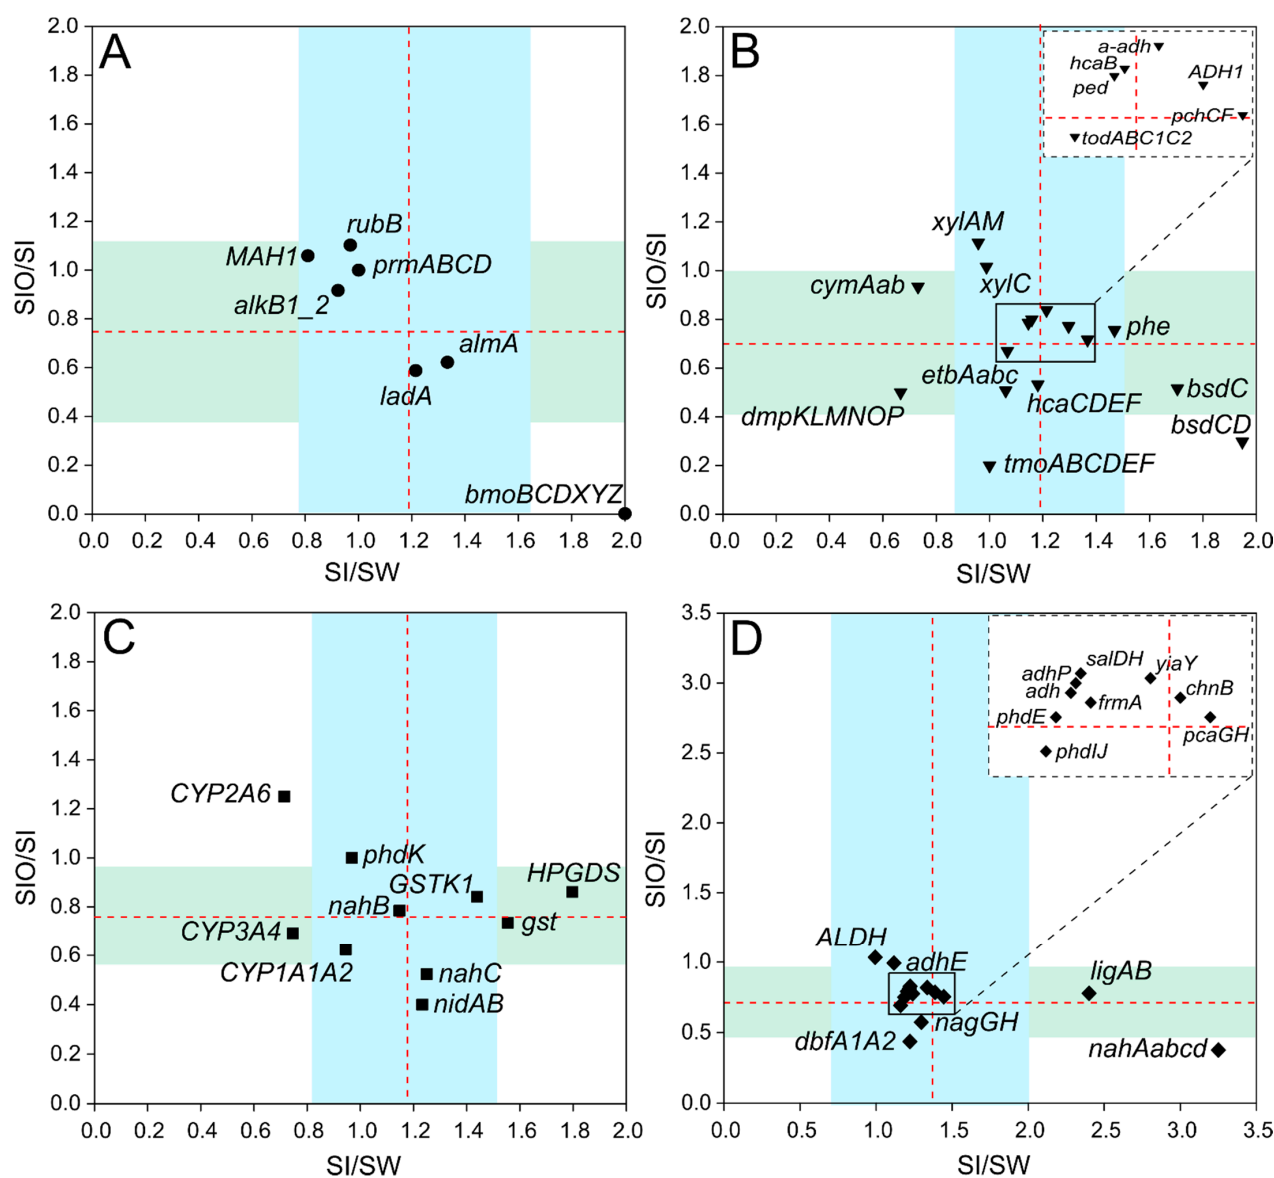 A
2.0
1.8
1.6
1.4
1.2
1.0
0.8
0.6
0.4
0.2
0.0
SIO/SI
rubB
MAH1
prmABCD
alkB1_2
almA
ladA
bmoBCDXYZ
0.0 0.2 0.4 0.6 0.8 1.0 1.2 1.4 1.6 1.8 2.0
SI/SW
B
2.0
1.8
1.6
1.4
1.2
1.0
0.8
0.6
0.4
0.2
0.0
SIO/SI
a-adh
hcaB
ADH1
ped
pchCF
todABC1C2
xylAM
cymAab
xylC
phe
etbAabc
bsdC
hcaCDEF
dmpKLMNOP
bsdCD
tmoABCDEF
0.0 0.2 0.4 0.6 0.8 1.0 1.2 1.4 1.6 1.8 2.0
SI/SW
C
2.0
1.8
1.6
1.4
1.2
1.0
0.8
0.6
0.4
0.2
0.0
SIO/SI
CYP2A6
phdK
HPGDS
GSTK1
nahB
gst
CYP3A4
CYP1A1A2
nahC
nidAB
0.0 0.2 0.4 0.6 0.8 1.0 1.2 1.4 1.6 1.8 2.0
SI/SW
D
3.5
3.0
2.5
2.0
1.5
1.0
0.5
0.0
SIO/SI
salDH
yiaY
adhP
adh
chnB
frmA
phdE
pcaGH
phdIJ
ALDH
adhE
ligAB
nagGH
dbfA1A2
nahAabcd
0.0 0.5 1.0 1.5 2.0 2.5 3.0 3.5
SI/SW